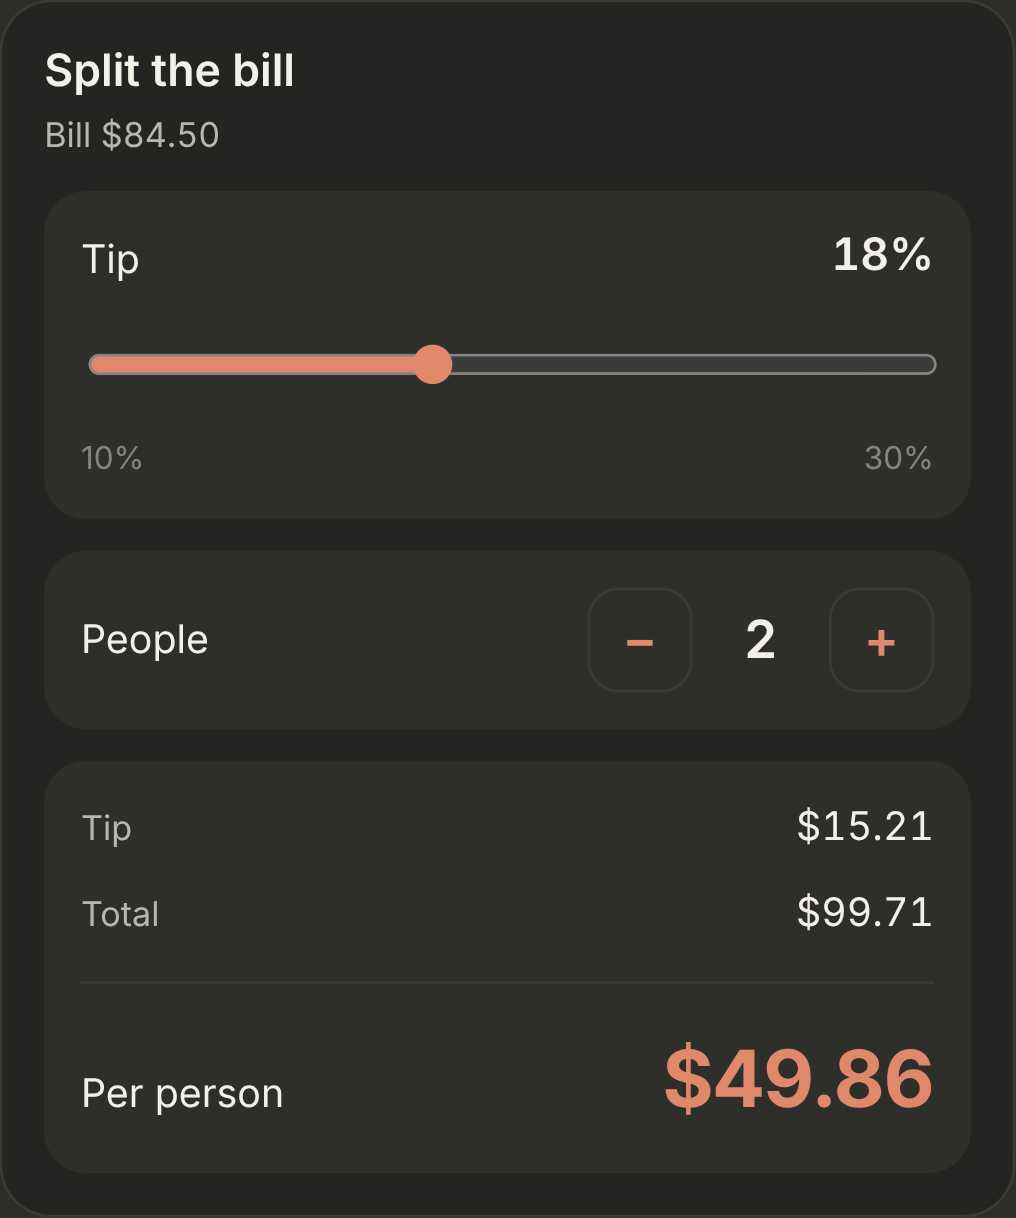 Split the bill
Bill $84.50
Tip 18%
10% 30%
People − 2 +
Tip $15.21
Total $99.71
Per person $49.86